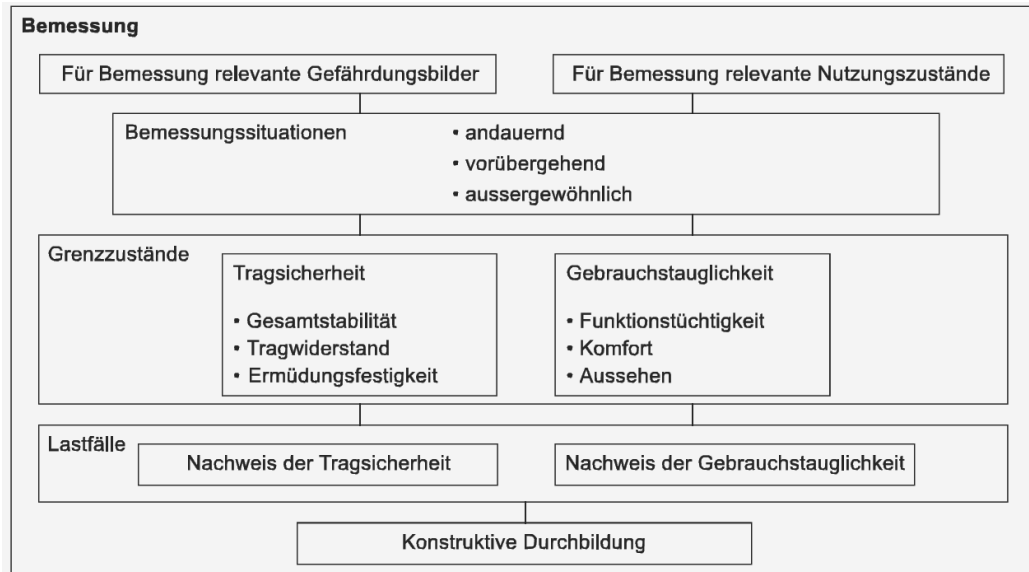 Bemessung
Für Bemessung relevante Gefährdungsbilder
Für Bemessung relevante Nutzungszustände
Bemessungssituationen
• andauernd
• vorübergehend
• aussergewöhnlich
Grenzzustände
Tragsicherheit
• Gesamtstabilität
• Tragwiderstand
• Ermüdungsfestigkeit
Gebrauchstauglichkeit
• Funktionstüchtigkeit
• Komfort
• Aussehen
Lastfälle
Nachweis der Tragsicherheit
Nachweis der Gebrauchstauglichkeit
Konstruktive Durchbildung